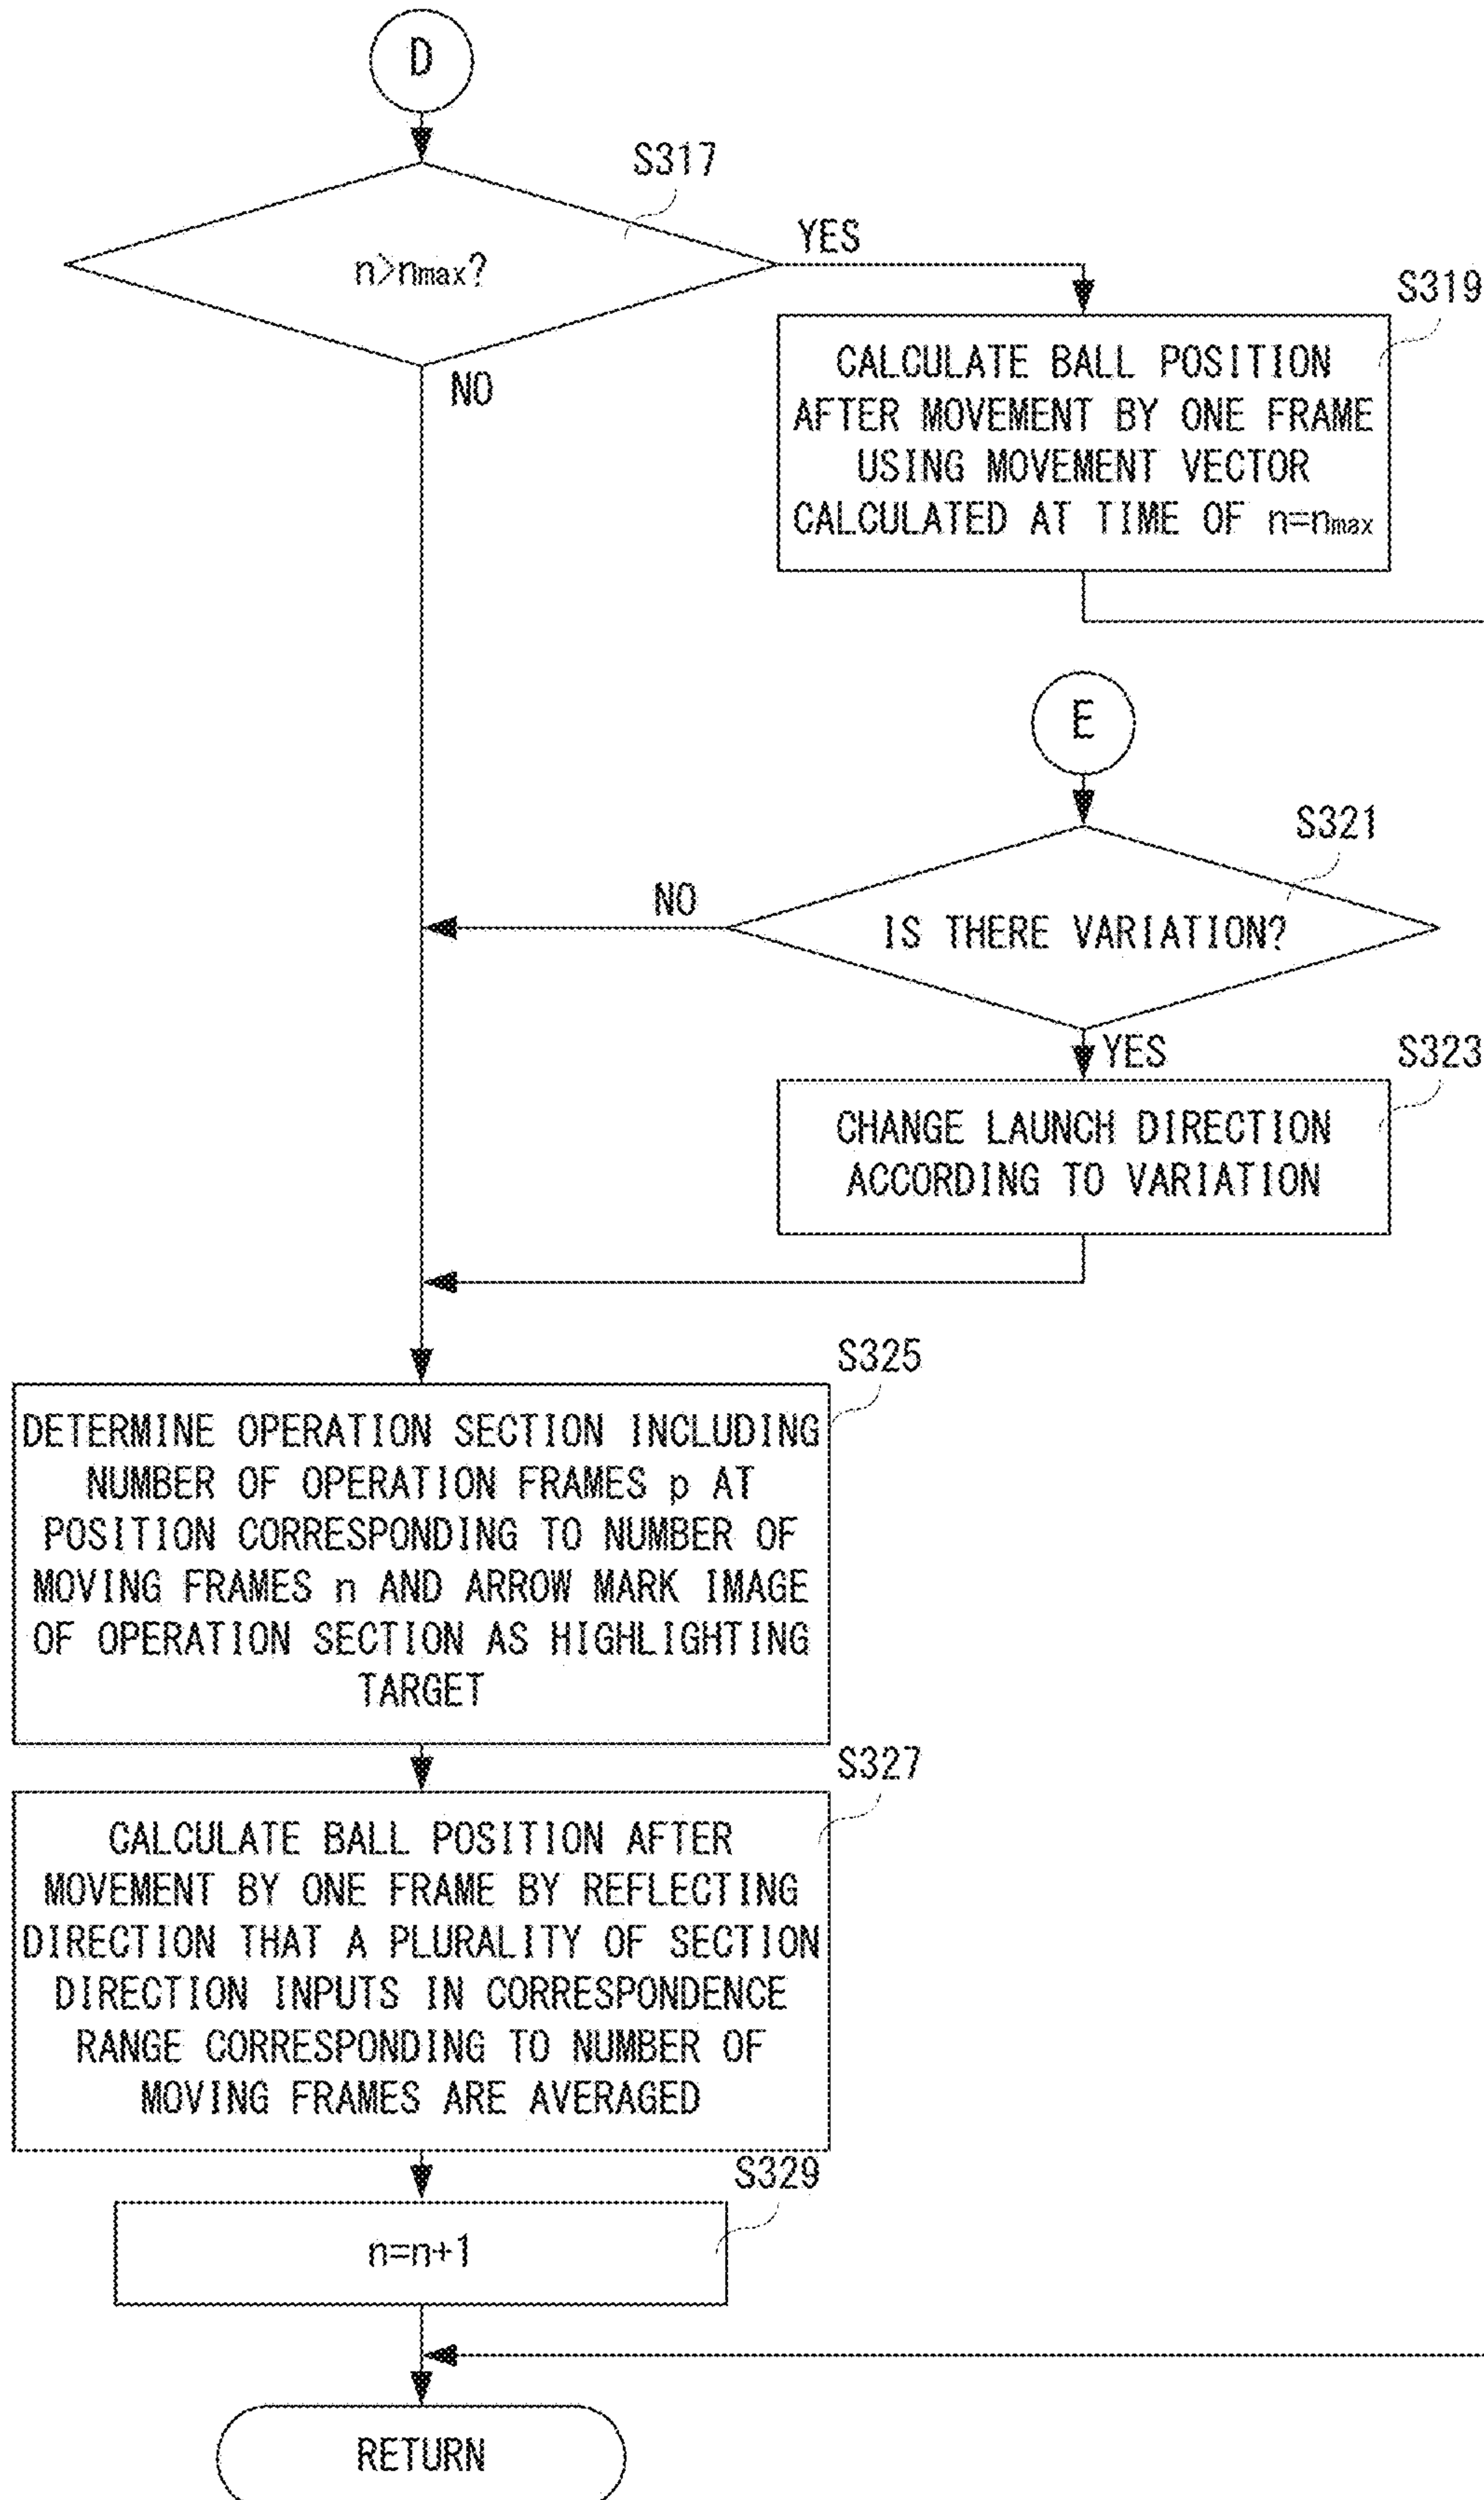 D
S317
n>nmax?
YES
NO
S319
CALCULATE BALL POSITION
AFTER MOVEMENT BY ONE FRAME
USING MOVEMENT VECTOR
CALCULATED AT TIME OF n=nmax
E
S321
IS THERE VARIATION?
NO
YES
S323
CHANGE LAUNCH DIRECTION
ACCORDING TO VARIATION
S325
DETERMINE OPERATION SECTION INCLUDING
NUMBER OF OPERATION FRAMES p AT
POSITION CORRESPONDING TO NUMBER OF
MOVING FRAMES n AND ARROW MARK IMAGE
OF OPERATION SECTION AS HIGHLIGHTING
TARGET
S327
CALCULATE BALL POSITION AFTER
MOVEMENT BY ONE FRAME BY REFLECTING
DIRECTION THAT A PLURALITY OF SECTION
DIRECTION INPUTS IN CORRESPONDENCE
RANGE CORRESPONDING TO NUMBER OF
MOVING FRAMES ARE AVERAGED
S329
n=n+1
RETURN